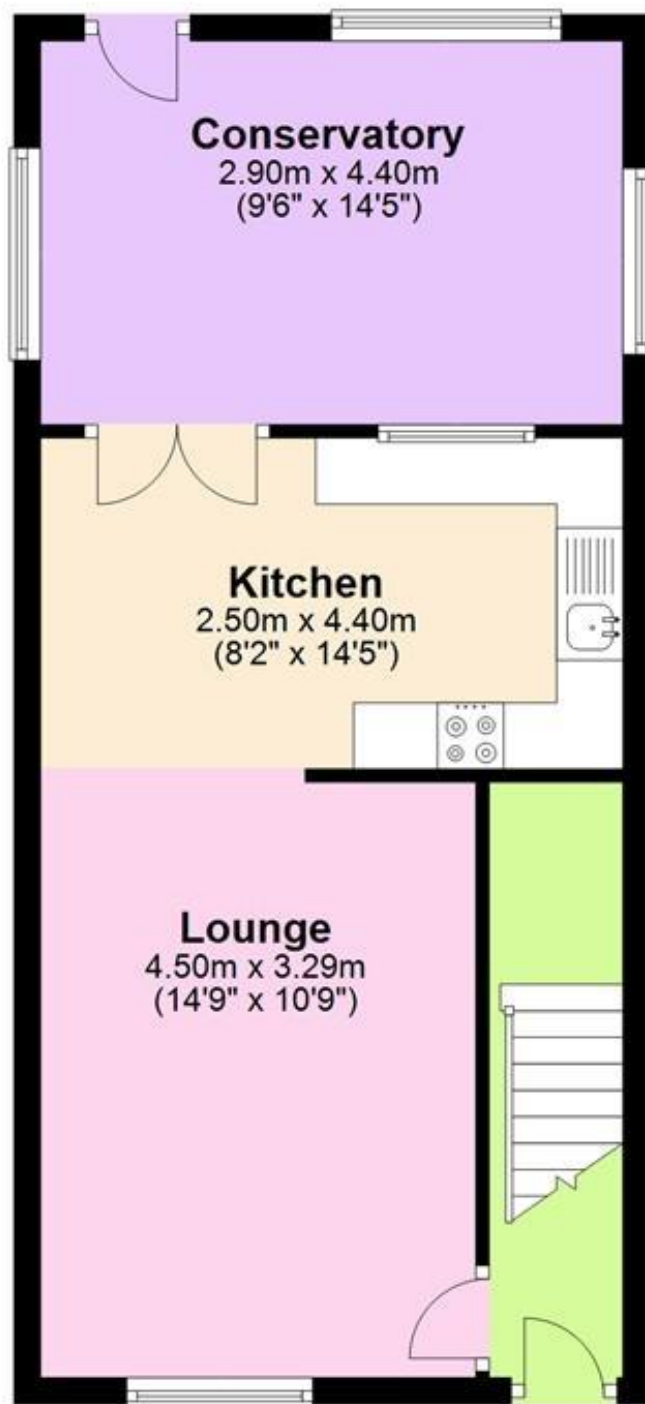 Conservatory
2.90m x 4.40m
(9'6" x 14'5")
Kitchen
2.50m x 4.40m
(8'2" x 14'5")
Lounge
4.50m x 3.29m
(14'9" x 10'9")